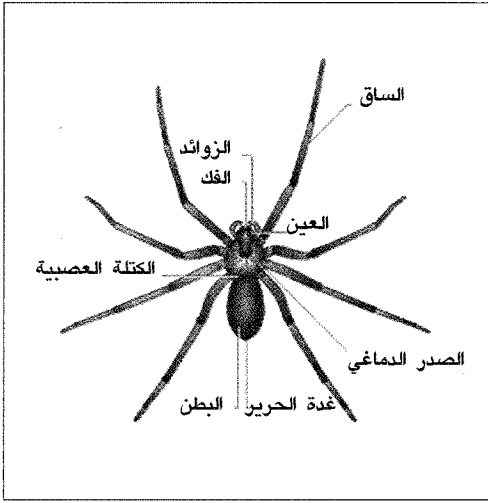 الساق
الزوائد
الفك
العين
الكتلة العصبية
الصدر الدماغي
غدة الحرير
البطن